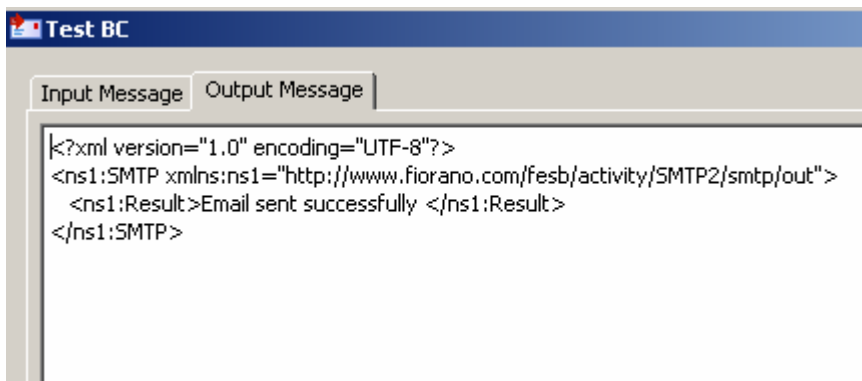 Test BC
Input Message Output Message
<?xml version="1.0" encoding="UTF-8"?>
<ns1:SMTP xmlns:ns1="http://www.fiorano.com/fesb/activity/SMTP2/smtp/out">
<ns1:Result>Email sent successfully </ns1:Result>
</ns1:SMTP>